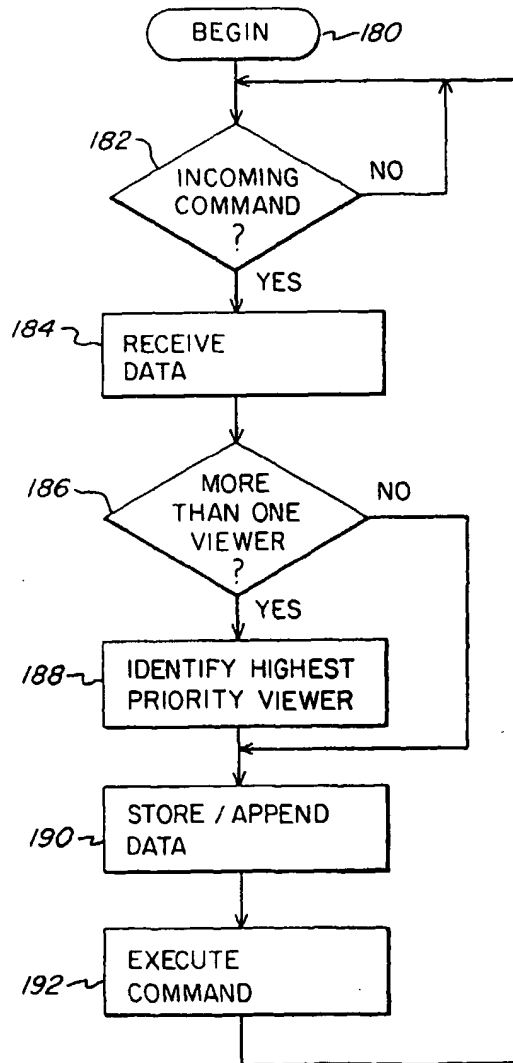 BEGIN 180
182
INCOMING
COMMAND
?
NO
YES
184
RECEIVE
DATA
186
MORE
THAN ONE
VIEWER
?
NO
YES
188
IDENTIFY HIGHEST
PRIORITY VIEWER
190
STORE / APPEND
DATA
192
EXECUTE
COMMAND